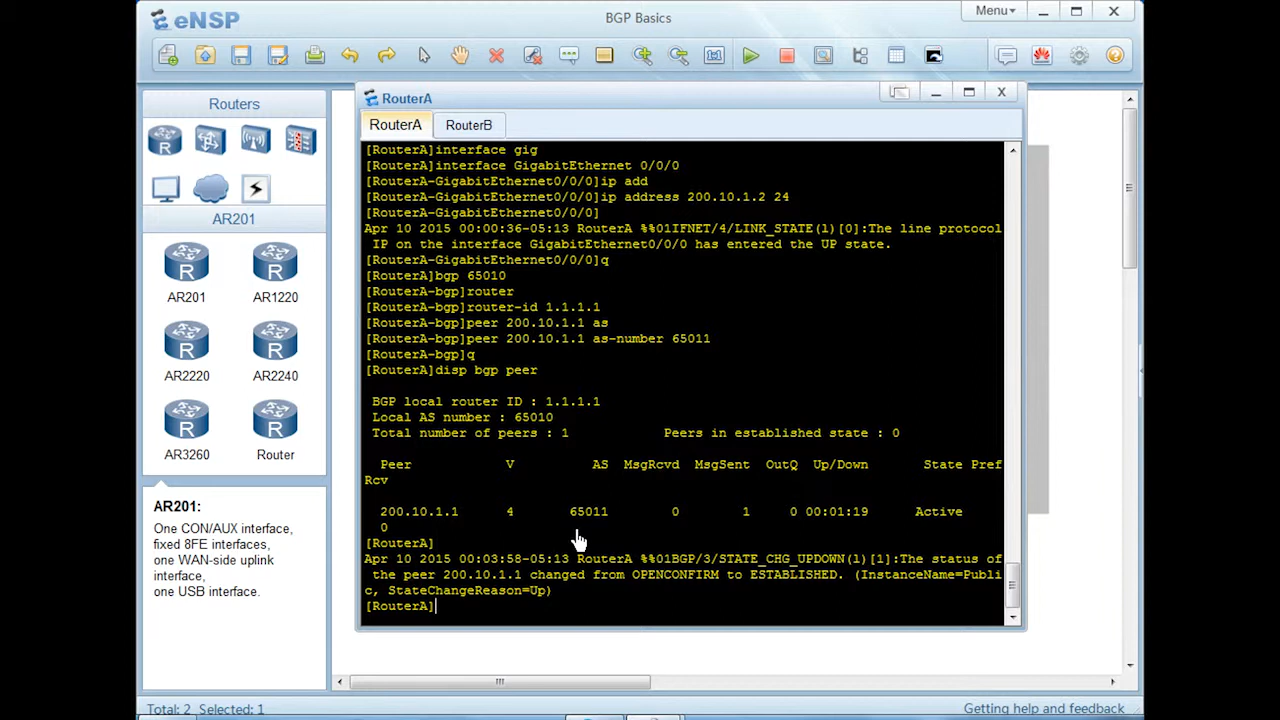 eNSP
BGP Basics
Menu
Routers
AR201
AR201
AR1220
AR2220
AR2240
AR3260
Router
AR201:
One CON/AUX interface,
fixed 8FE interfaces,
one WAN-side uplink
interface,
one USB interface.
RouterA
RouterA
RouterB
[RouterA]interface gig
[RouterA]interface GigabitEthernet 0/0/0
[RouterA-GigabitEthernet0/0/0]ip add
[RouterA-GigabitEthernet0/0/0]ip address 200.10.1.2 24
[RouterA-GigabitEthernet0/0/0]
Apr 10 2015 00:00:36-05:13 RouterA %%01IFNET/4/LINK_STATE(l)[0]:The line protocol
IP on the interface GigabitEthernet0/0/0 has entered the UP state.
[RouterA-GigabitEthernet0/0/0]q
[RouterA]bgp 65010
[RouterA-bgp]router
[RouterA-bgp]router-id 1.1.1.1
[RouterA-bgp]peer 200.10.1.1 as
[RouterA-bgp]peer 200.10.1.1 as-number 65011
[RouterA-bgp]q
[RouterA]disp bgp peer
BGP local router ID : 1.1.1.1
Local AS number : 65010
Total number of peers : 1 Peers in established state : 0
Peer V AS MsgRcvd MsgSent OutQ Up/Down State Pref
Rcv
200.10.1.1 4 65011 0 1 0 00:01:19 Active
0
[RouterA]
Apr 10 2015 00:03:58-05:13 RouterA %%01BGP/3/STATE_CHG_UPDOWN(l)[1]:The status of
the peer 200.10.1.1 changed from OPENCONFIRM to ESTABLISHED. (InstanceName=Publi
c, StateChangeReason=Up)
[RouterA]
Total: 2 Selected: 1
Getting help and feedback